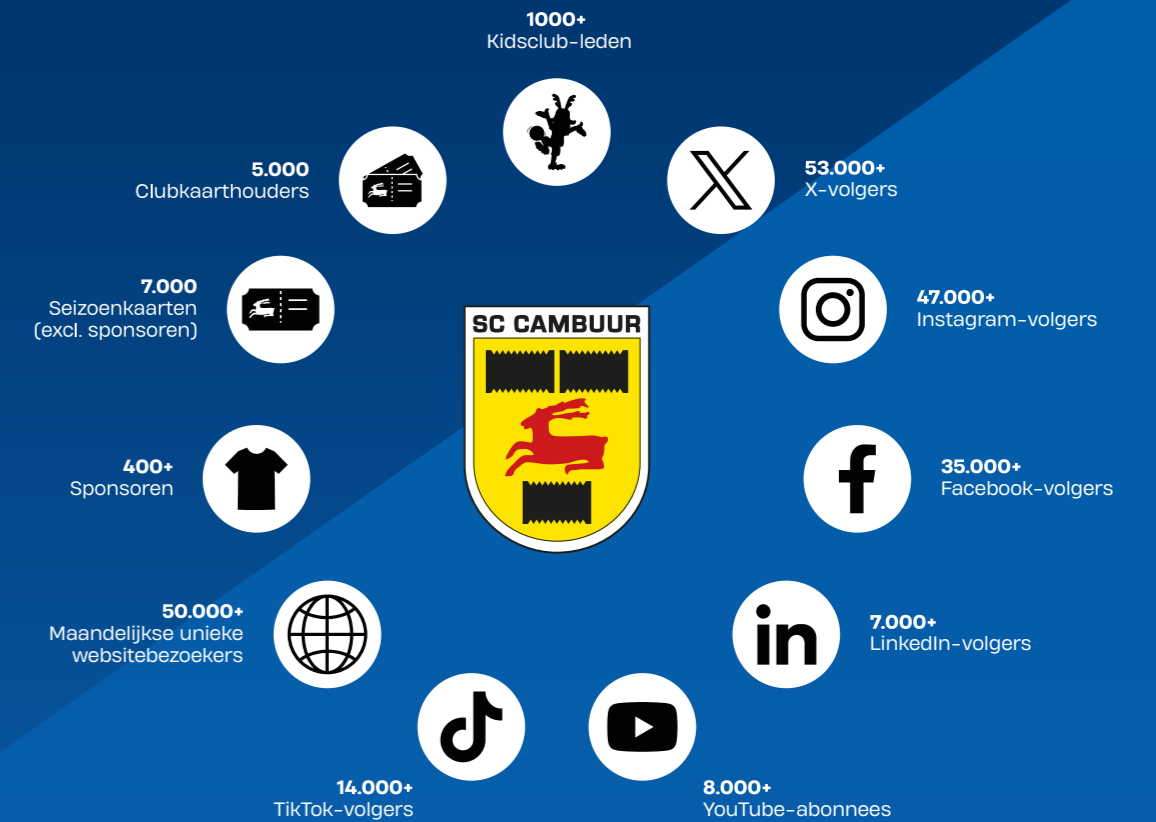 1000+
Kidsclub-leden
5.000
Clubkaarthouders
53.000+
X-volgers
7.000
Seizoenkaarten
(excl. sponsoren)
47.000+
Instagram-volgers
SC CAMBUUR
400+
Sponsoren
35.000+
Facebook-volgers
50.000+
Maandelijkse unieke
websitebezoekers
in
7.000+
LinkedIn-volgers
14.000+
TikTok-volgers
8.000+
YouTube-abonnees